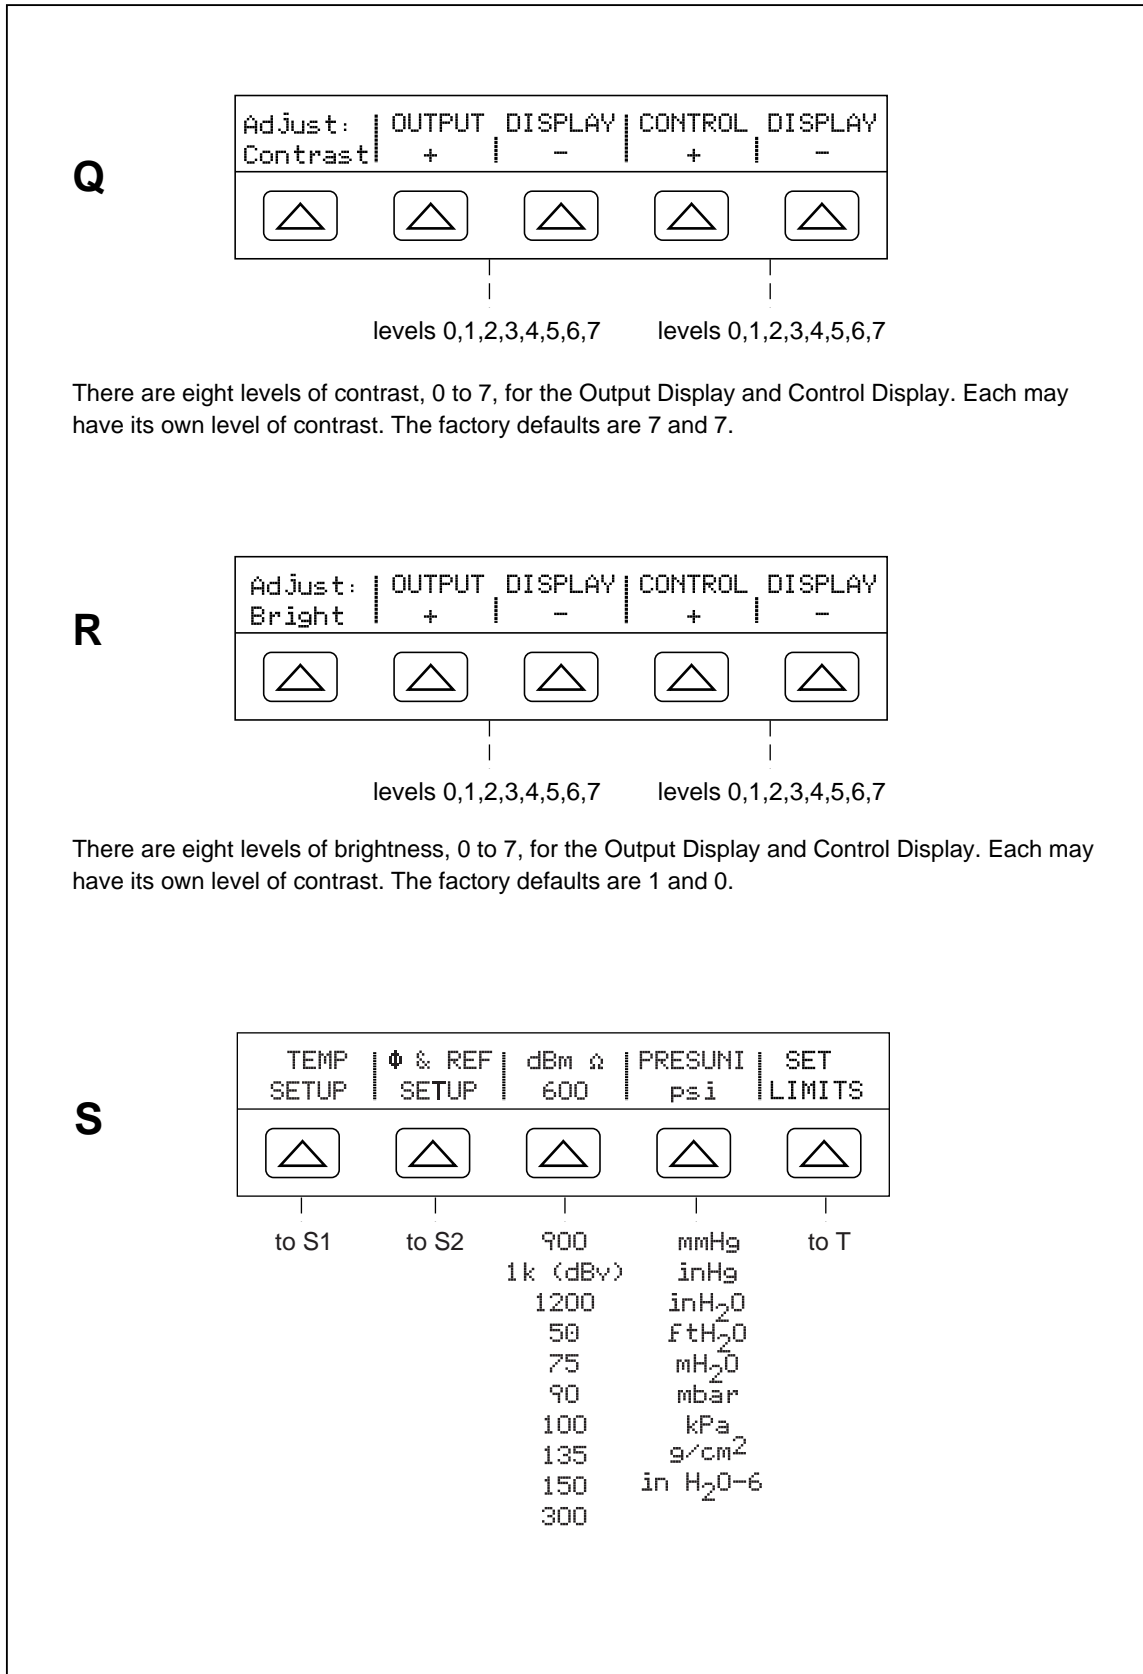 Q
Adjust: OUTPUT DISPLAY CONTROL DISPLAY
Contrast + − + −
levels 0,1,2,3,4,5,6,7 levels 0,1,2,3,4,5,6,7
There are eight levels of contrast, 0 to 7, for the Output Display and Control Display. Each may
have its own level of contrast. The factory defaults are 7 and 7.
R
Adjust: OUTPUT DISPLAY CONTROL DISPLAY
Bright + − + −
levels 0,1,2,3,4,5,6,7 levels 0,1,2,3,4,5,6,7
There are eight levels of brightness, 0 to 7, for the Output Display and Control Display. Each may
have its own level of contrast. The factory defaults are 1 and 0.
S
TEMP Φ & REF dBm Ω PRESUNI SET
SETUP SETUP 600 psi LIMITS
to S1 to S2 900 mmHg to T
1k (dBv) inHg
1200 inH₂O
50 ftH₂O
75 mH₂O
90 mbar
100 kPa
135 g/cm²
150 in H₂O−6
300